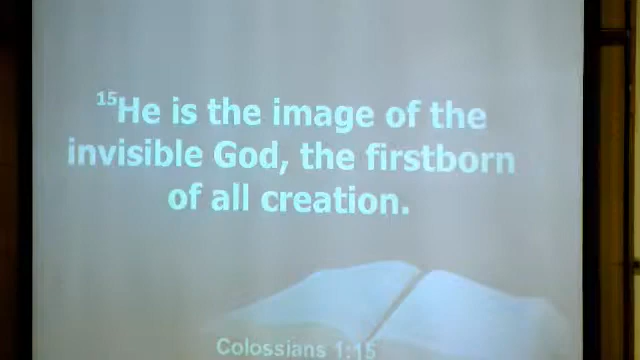 15He is the image of the
invisible God, the firstborn
of all creation.
Colossians 1:15